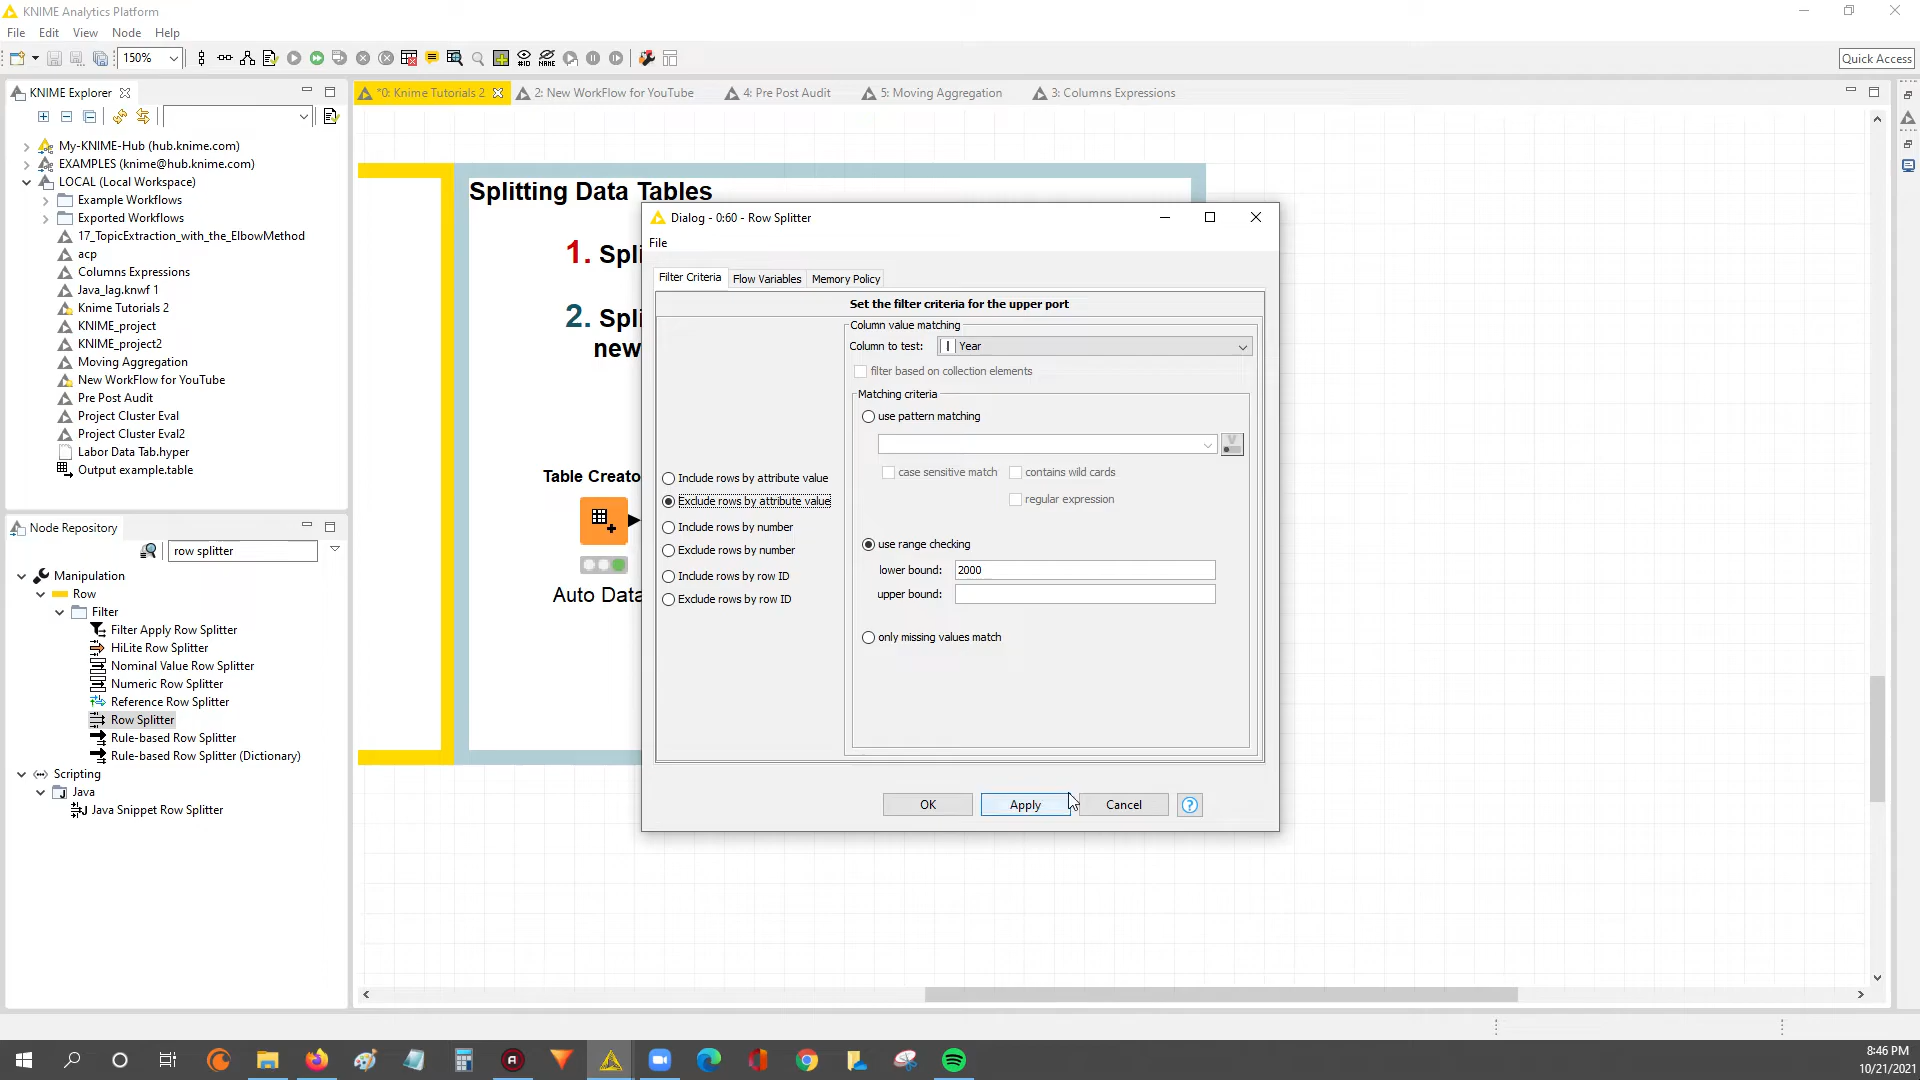 KNIME Analytics Platform
File Edit View Node Help
150%
Quick Access
KNIME Explorer
*0: Knime Tutorials 2
2: New WorkFlow for YouTube
4: Pre Post Audit
5: Moving Aggregation
3: Columns Expressions
My-KNIME-Hub (hub.knime.com)
EXAMPLES (knime@hub.knime.com)
LOCAL (Local Workspace)
Example Workflows
Exported Workflows
17_TopicExtraction_with_the_ElbowMethod
acp
Columns Expressions
Java_lag.knwf 1
Knime Tutorials 2
KNIME_project
KNIME_project2
Moving Aggregation
New WorkFlow for YouTube
Pre Post Audit
Project Cluster Eval
Project Cluster Eval2
Labor Data Tab.hyper
Output example.table
Node Repository
row splitter
Manipulation
Row
Filter
Filter Apply Row Splitter
HiLite Row Splitter
Nominal Value Row Splitter
Numeric Row Splitter
Reference Row Splitter
Row Splitter
Rule-based Row Splitter
Rule-based Row Splitter (Dictionary)
Scripting
Java
Java Snippet Row Splitter
Splitting Data Tables
1. Spli
2. Spli
new
Table Creato
Auto Data
Dialog - 0:60 - Row Splitter
File
Filter Criteria
Flow Variables
Memory Policy
Set the filter criteria for the upper port
Include rows by attribute value
Exclude rows by attribute value
Include rows by number
Exclude rows by number
Include rows by row ID
Exclude rows by row ID
Column value matching
Column to test: I Year
filter based on collection elements
Matching criteria
use pattern matching
case sensitive match
contains wild cards
regular expression
use range checking
lower bound: 2000
upper bound:
only missing values match
OK
Apply
Cancel
?
8:46 PM
10/21/2021